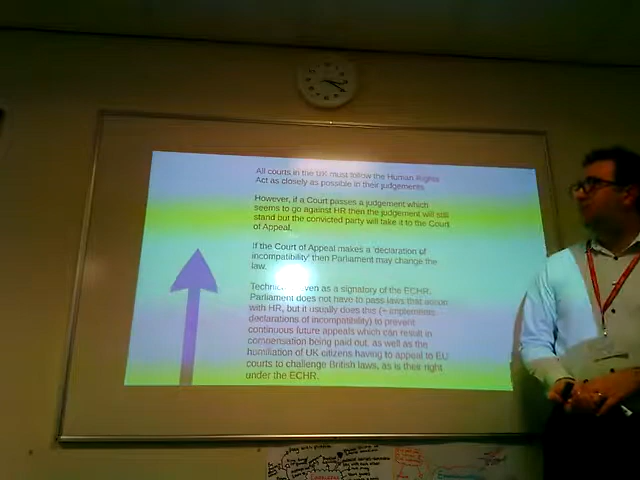 All courts in the UK must follow the Human Rights
Act as closely as possible in their judgements.
However, if a Court passes a judgement which
seems to go against HR then the judgement will still
stand but the convicted party will take it to the Court
of Appeal.
If the Court of Appeal makes a 'declaration of
incompatibility' then Parliament may change the
law.
even as a signatory of the ECHR,
Parliament does not have to pass laws that
with HR, but it usually does this (+ implements
declarations of incompatibility) to prevent
continuous future appeals which can result in
compensation being paid out, as well as the
humiliation of UK citizens having to appeal to EU
courts to challenge British laws, as is their right
under the ECHR.